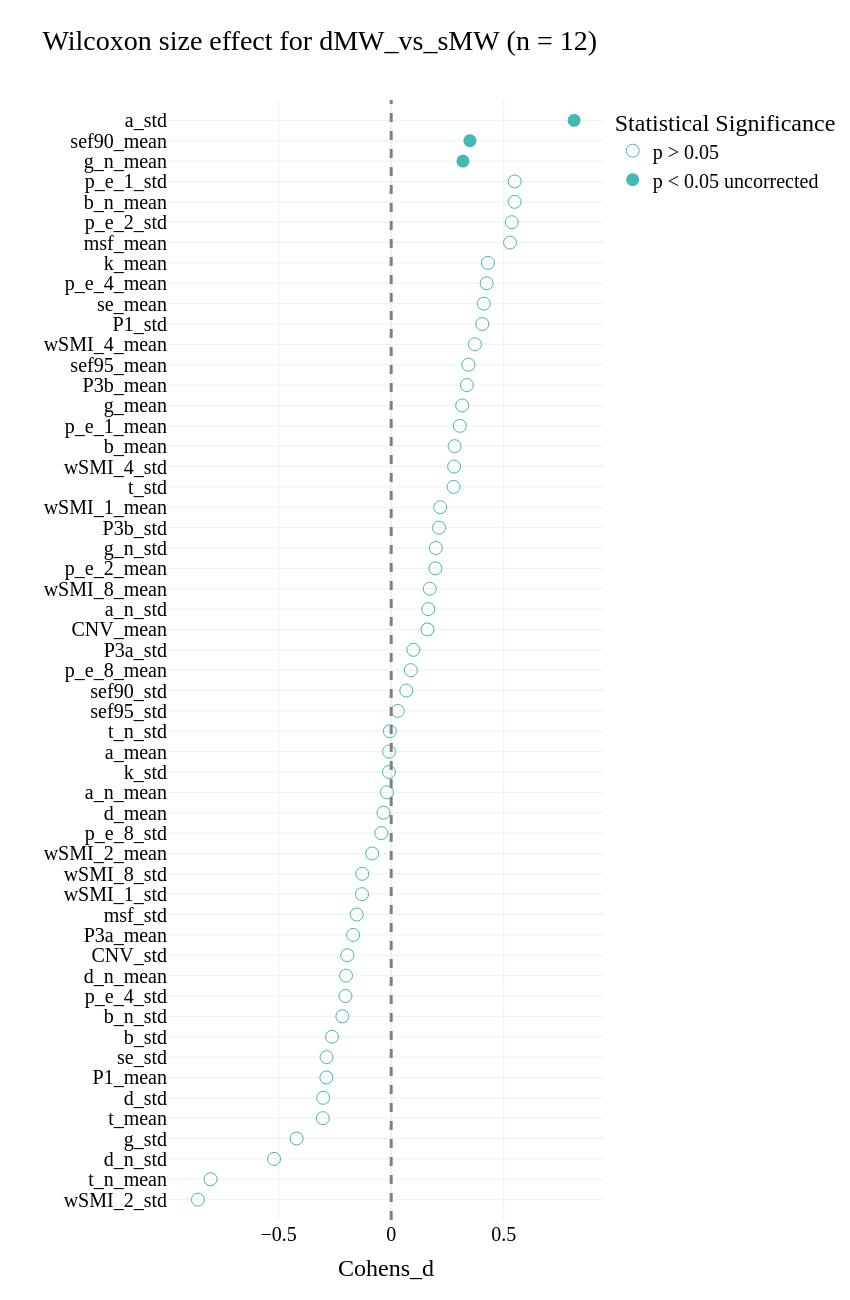 Wilcoxon size effect for dMW_vs_sMW (n = 12)
Statistical Significance
p > 0.05
p < 0.05 uncorrected
a_std
sef90_mean
g_n_mean
p_e_1_std
b_n_mean
p_e_2_std
msf_mean
k_mean
p_e_4_mean
se_mean
P1_std
wSMI_4_mean
sef95_mean
P3b_mean
g_mean
p_e_1_mean
b_mean
wSMI_4_std
t_std
wSMI_1_mean
P3b_std
g_n_std
p_e_2_mean
wSMI_8_mean
a_n_std
CNV_mean
P3a_std
p_e_8_mean
sef90_std
sef95_std
t_n_std
a_mean
k_std
a_n_mean
d_mean
p_e_8_std
wSMI_2_mean
wSMI_8_std
wSMI_1_std
msf_std
P3a_mean
CNV_std
d_n_mean
p_e_4_std
b_n_std
b_std
se_std
P1_mean
d_std
t_mean
g_std
d_n_std
t_n_mean
wSMI_2_std
−0.5 0 0.5
Cohens_d